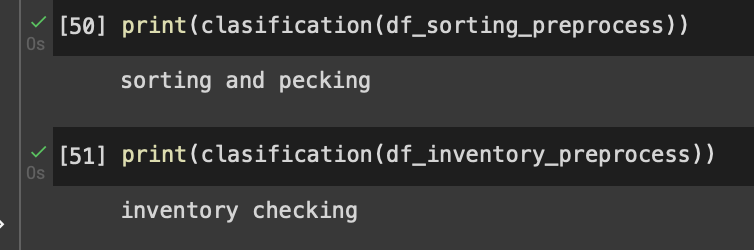 [50] print(clasification(df_sorting_preprocess))
0s
sorting and pecking
[51] print(clasification(df_inventory_preprocess))
0s
inventory checking